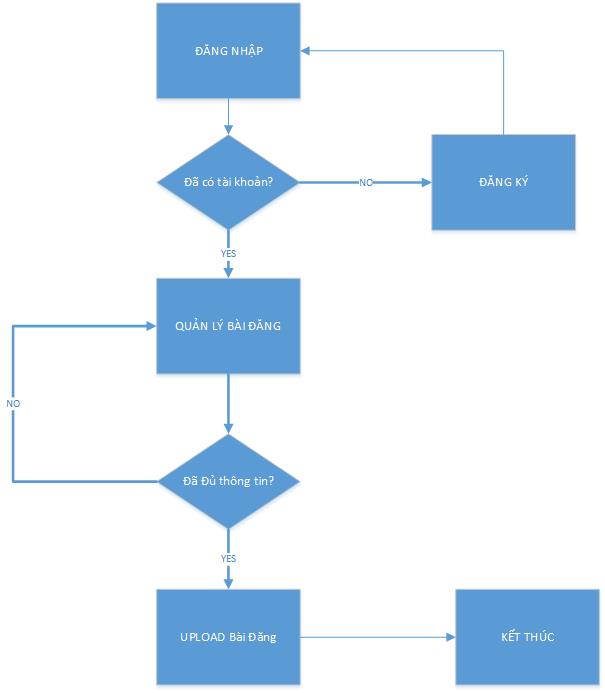 ĐĂNG NHẬP
Đã có tài khoản?
NO
ĐĂNG KÝ
YES
QUẢN LÝ BÀI ĐĂNG
NO
Đã Đủ thông tin?
YES
UPLOAD Bài Đăng
KẾT THÚC